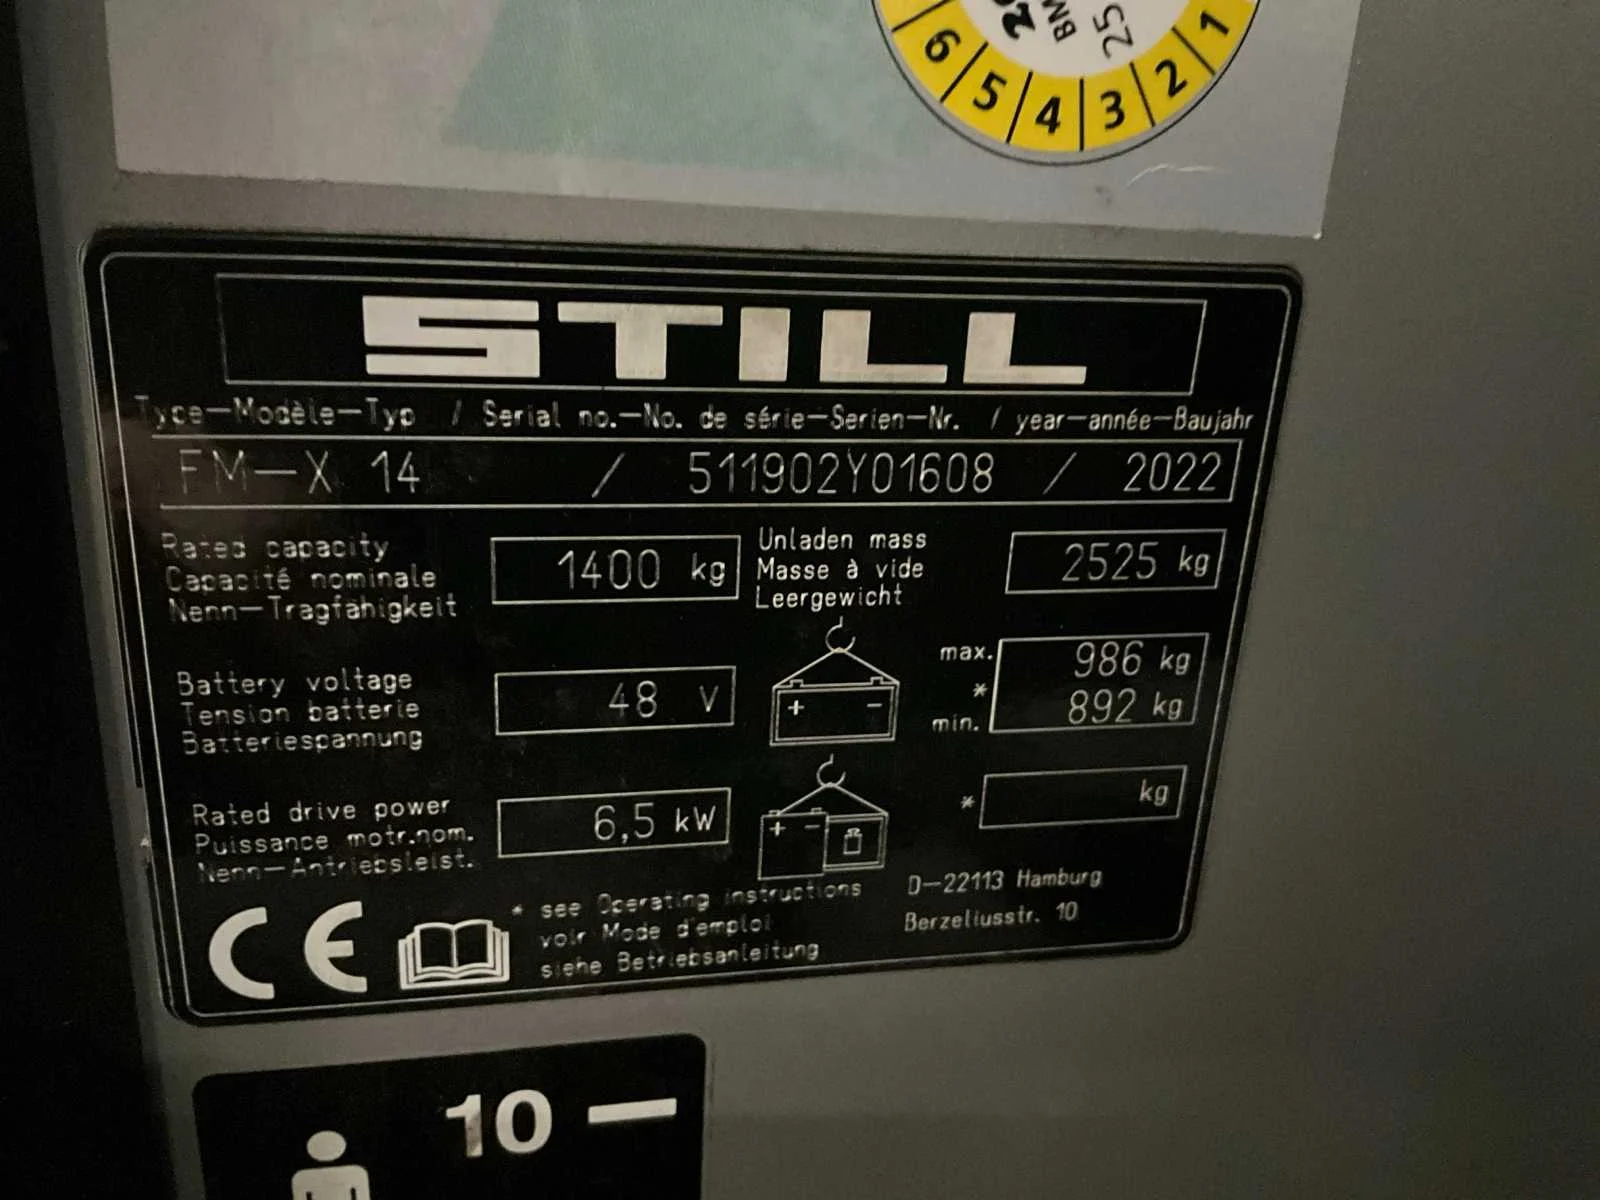 6 5 4 3 2 1
BM
25
STILL
Type-Modèle-Typ / Serial no.-No. de série-Serien-Nr. / year-année-Baujahr
FM-X 14 / 511902Y01608 / 2022
Rated capacity
Capacité nominale
Nenn-Tragfähigkeit
1400 kg
Unladen mass
Masse à vide
Leergewicht
2525 kg
Battery voltage
Tension batterie
Batteriespannung
48 V
+ -
max. 986 kg
*
min. 892 kg
Rated drive power
Puissance motr.nom.
Nenn-Antriebsleist.
6,5 kW
+ -
* kg
CE
* see Operating instructions
voir Mode d'emploi
siehe Betriebsanleitung
D-22113 Hamburg
Berzeliusstr. 10
10 —